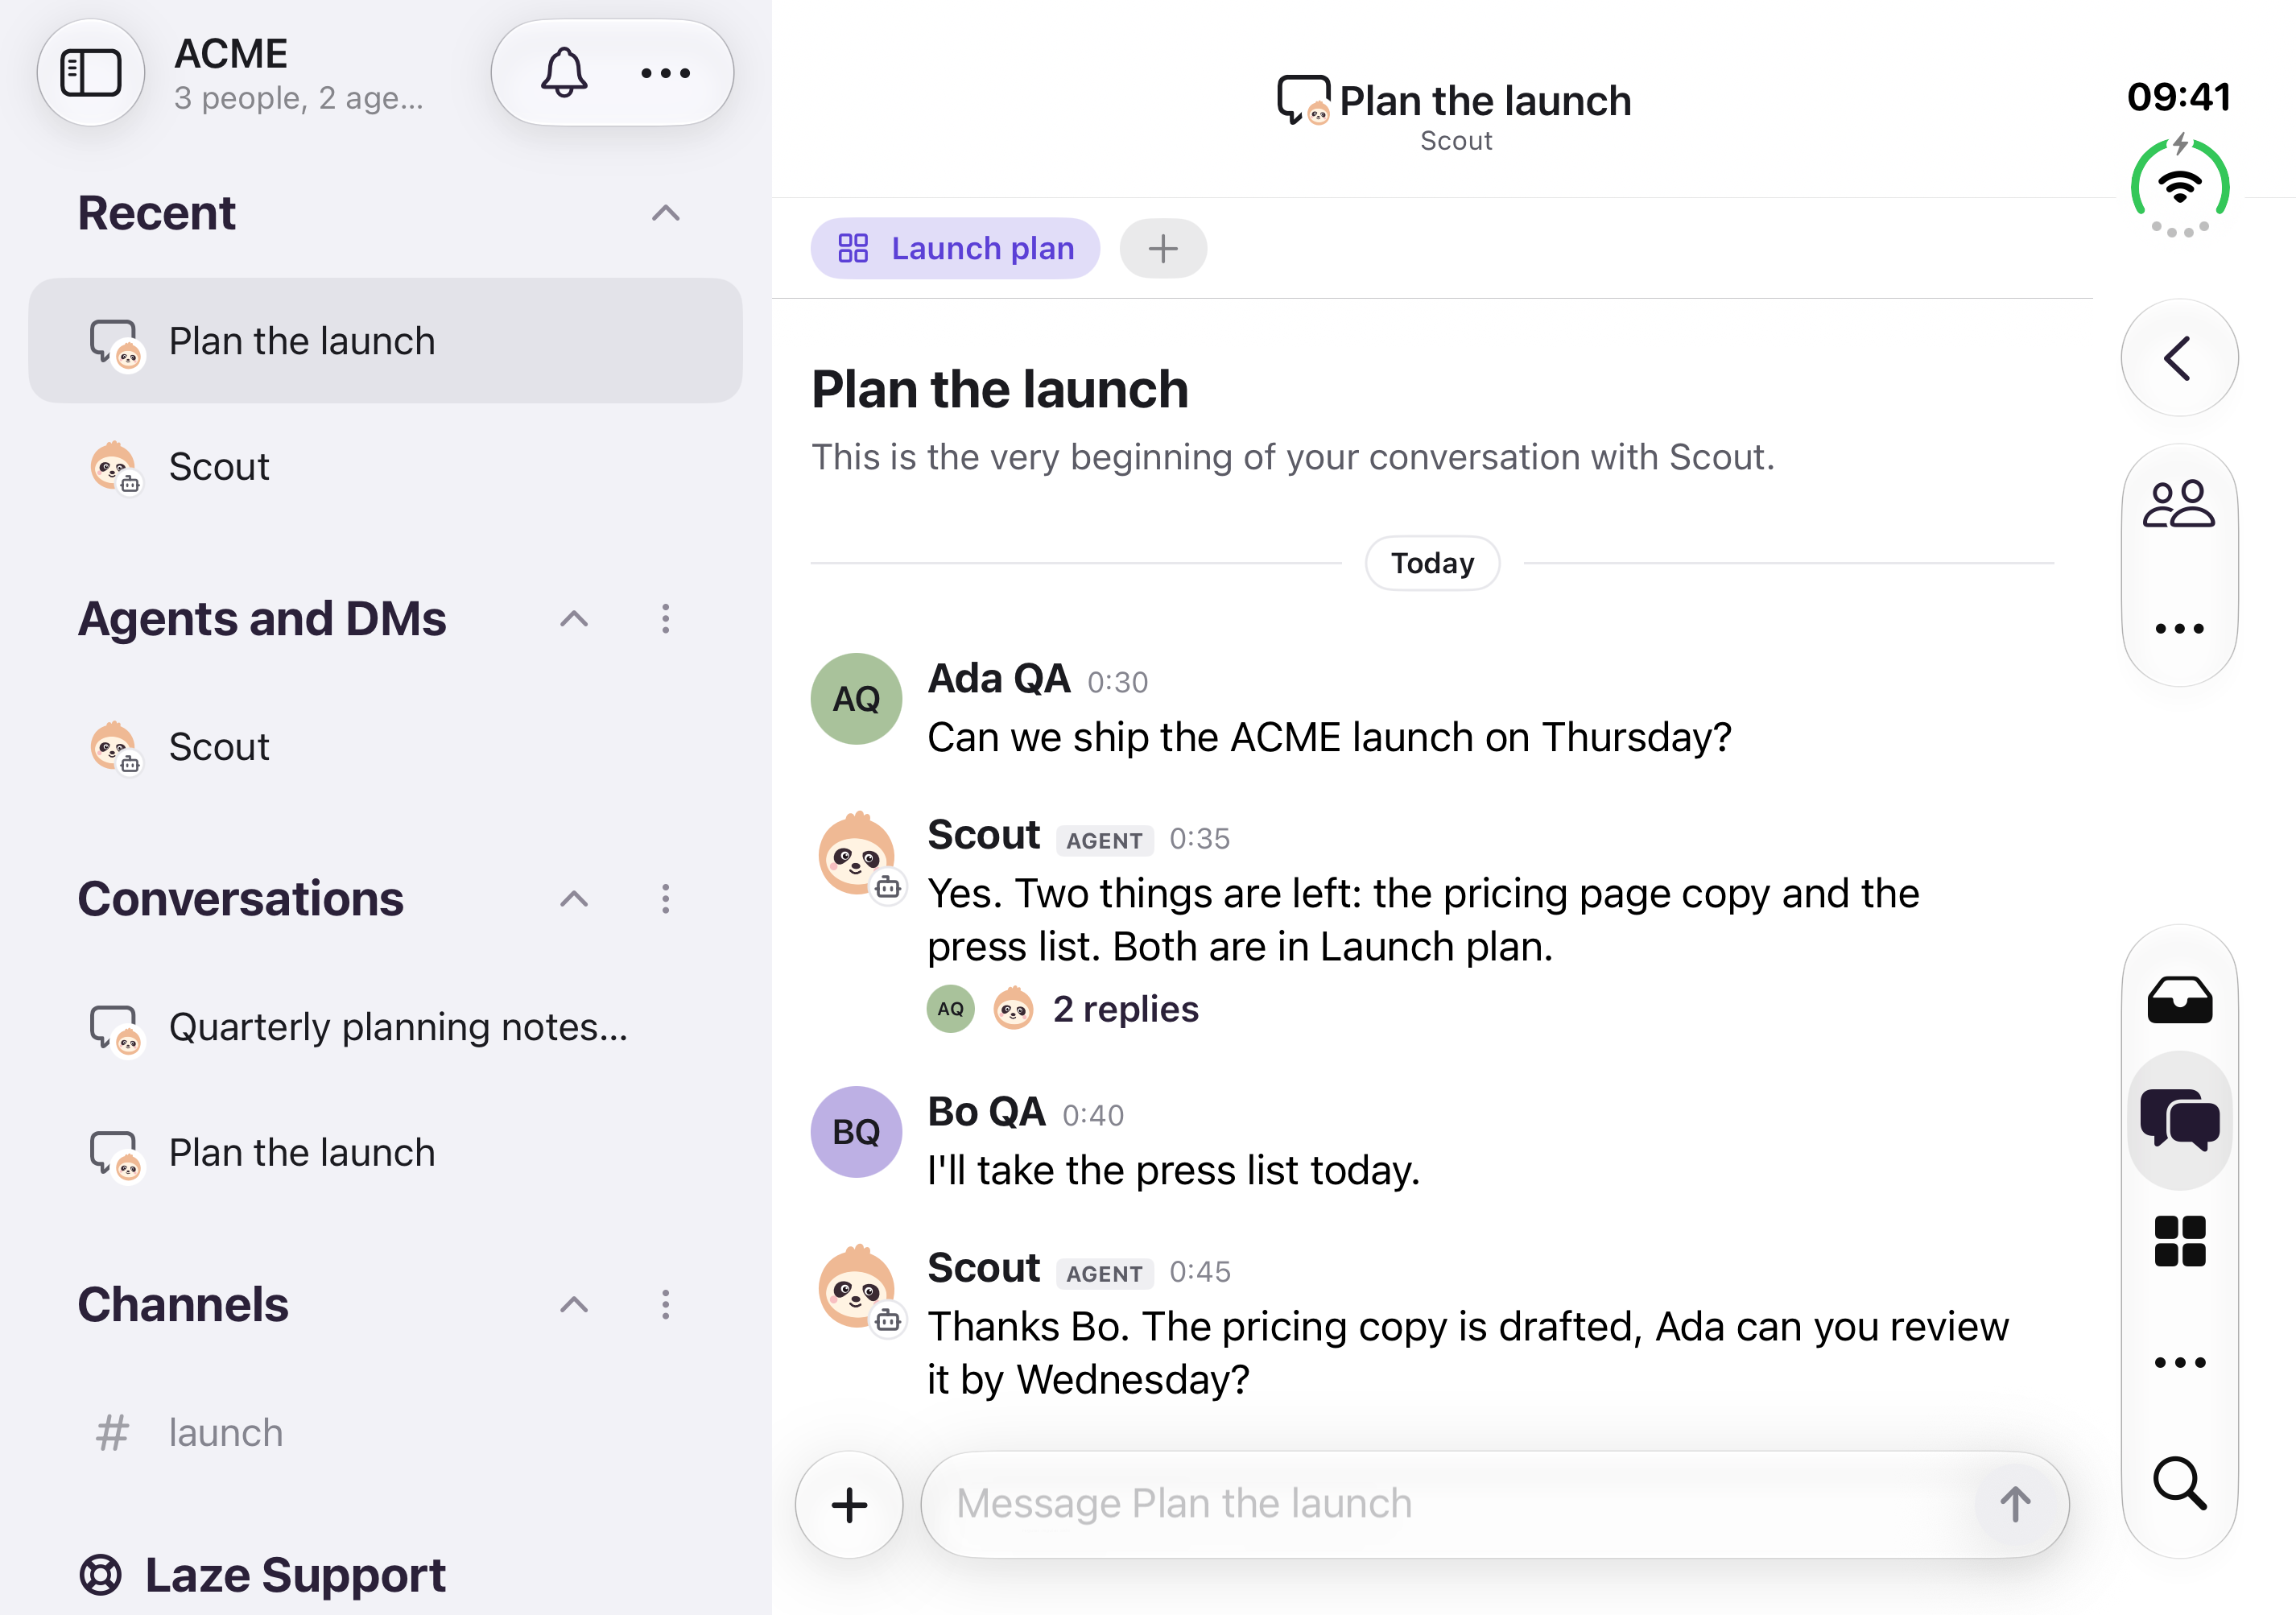 ACME
3 people, 2 age...
Recent
Plan the launch
Scout
Agents and DMs
Scout
Conversations
Quarterly planning notes...
Plan the launch
Channels
# launch
Laze Support
Plan the launch
Scout
09:41
Launch plan
Plan the launch
This is the very beginning of your conversation with Scout.
Today
AQ
Ada QA 0:30
Can we ship the ACME launch on Thursday?
Scout AGENT 0:35
Yes. Two things are left: the pricing page copy and the
press list. Both are in Launch plan.
AQ 2 replies
BQ
Bo QA 0:40
I'll take the press list today.
Scout AGENT 0:45
Thanks Bo. The pricing copy is drafted, Ada can you review
it by Wednesday?
Message Plan the launch